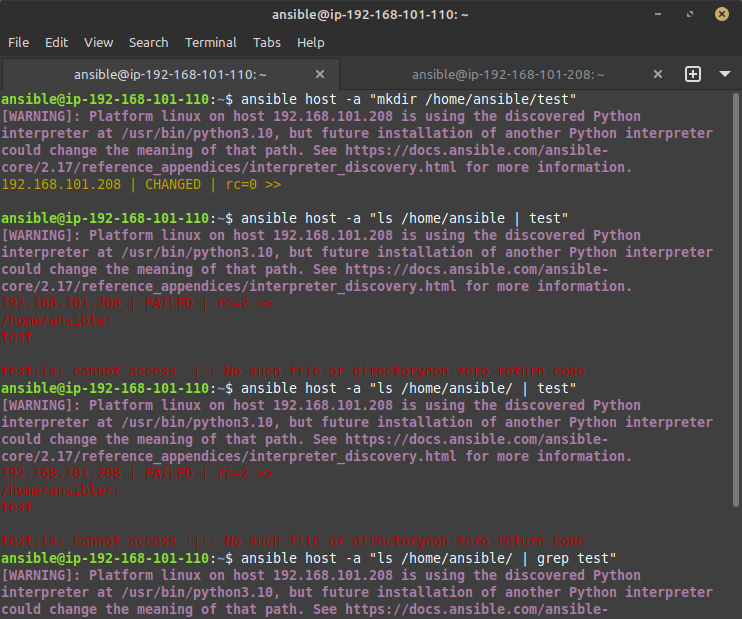 ansible@ip-192-168-101-110: ~
File Edit View Search Terminal Tabs Help
ansible@ip-192-168-101-110: ~ × ansible@ip-192-168-101-208: ~ ×
ansible@ip-192-168-101-110:~$ ansible host -a "mkdir /home/ansible/test"
[WARNING]: Platform linux on host 192.168.101.208 is using the discovered Python
interpreter at /usr/bin/python3.10, but future installation of another Python interpreter
could change the meaning of that path. See https://docs.ansible.com/ansible-
core/2.17/reference_appendices/interpreter_discovery.html for more information.
192.168.101.208 | CHANGED | rc=0 >>
ansible@ip-192-168-101-110:~$ ansible host -a "ls /home/ansible | test"
[WARNING]: Platform linux on host 192.168.101.208 is using the discovered Python
interpreter at /usr/bin/python3.10, but future installation of another Python interpreter
could change the meaning of that path. See https://docs.ansible.com/ansible-
core/2.17/reference_appendices/interpreter_discovery.html for more information.
192.168.101.208 | FAILED | rc=2 >>
/home/ansible:
test
test:ls: cannot access '|': No such file or directorynon-zero return code
ansible@ip-192-168-101-110:~$ ansible host -a "ls /home/ansible/ | test"
[WARNING]: Platform linux on host 192.168.101.208 is using the discovered Python
interpreter at /usr/bin/python3.10, but future installation of another Python interpreter
could change the meaning of that path. See https://docs.ansible.com/ansible-
core/2.17/reference_appendices/interpreter_discovery.html for more information.
192.168.101.208 | FAILED | rc=2 >>
/home/ansible/:
test
test:ls: cannot access '|': No such file or directorynon-zero return code
ansible@ip-192-168-101-110:~$ ansible host -a "ls /home/ansible/ | grep test"
[WARNING]: Platform linux on host 192.168.101.208 is using the discovered Python
interpreter at /usr/bin/python3.10, but future installation of another Python interpreter
could change the meaning of that path. See https://docs.ansible.com/ansible-